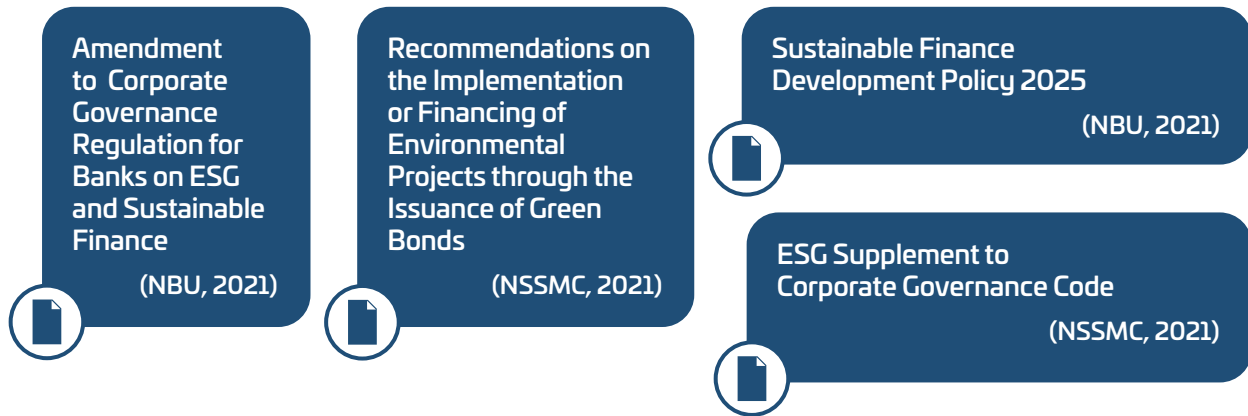 Amendment
to Corporate
Governance
Regulation for
Banks on ESG
and Sustainable
Finance
(NBU, 2021)
Recommendations on
the Implementation
or Financing of
Environmental
Projects through the
Issuance of Green
Bonds
(NSSMC, 2021)
Sustainable Finance
Development Policy 2025
(NBU, 2021)
ESG Supplement to
Corporate Governance Code
(NSSMC, 2021)